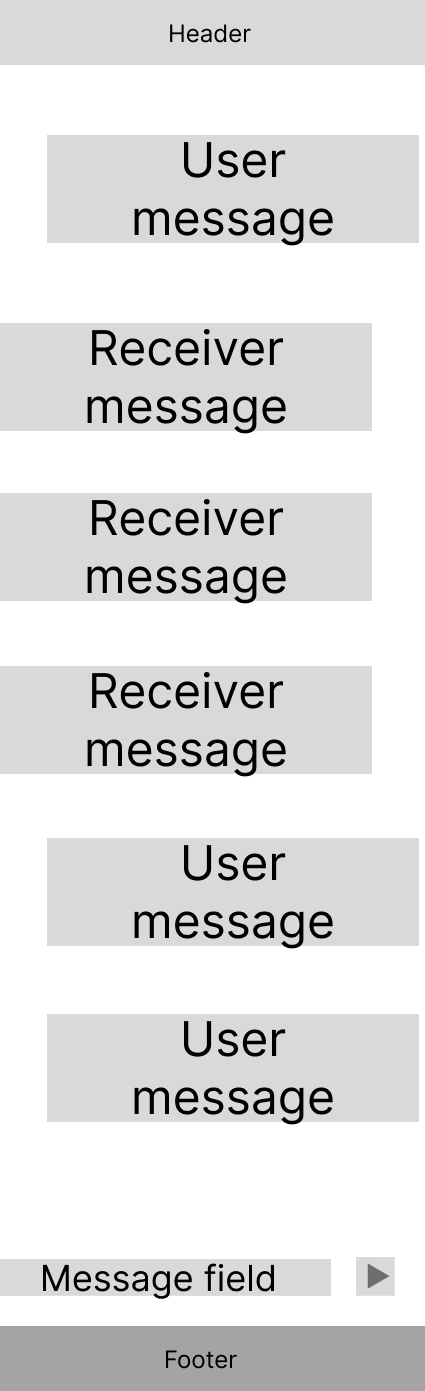 Header
User
message
Receiver
message
Receiver
message
Receiver
message
User
message
User
message
Message field
Footer